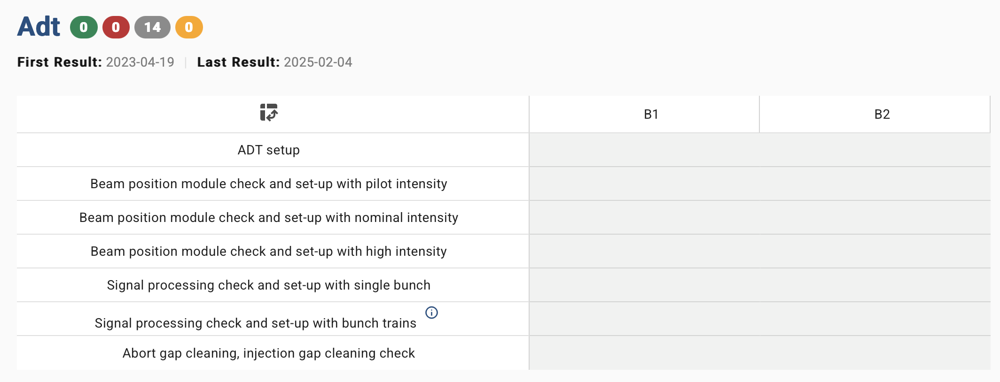 Adt 0 0 14 0
First Result: 2023-04-19 | Last Result: 2025-02-04
B1 B2
ADT setup
Beam position module check and set-up with pilot intensity
Beam position module check and set-up with nominal intensity
Beam position module check and set-up with high intensity
Signal processing check and set-up with single bunch
Signal processing check and set-up with bunch trains
Abort gap cleaning, injection gap cleaning check